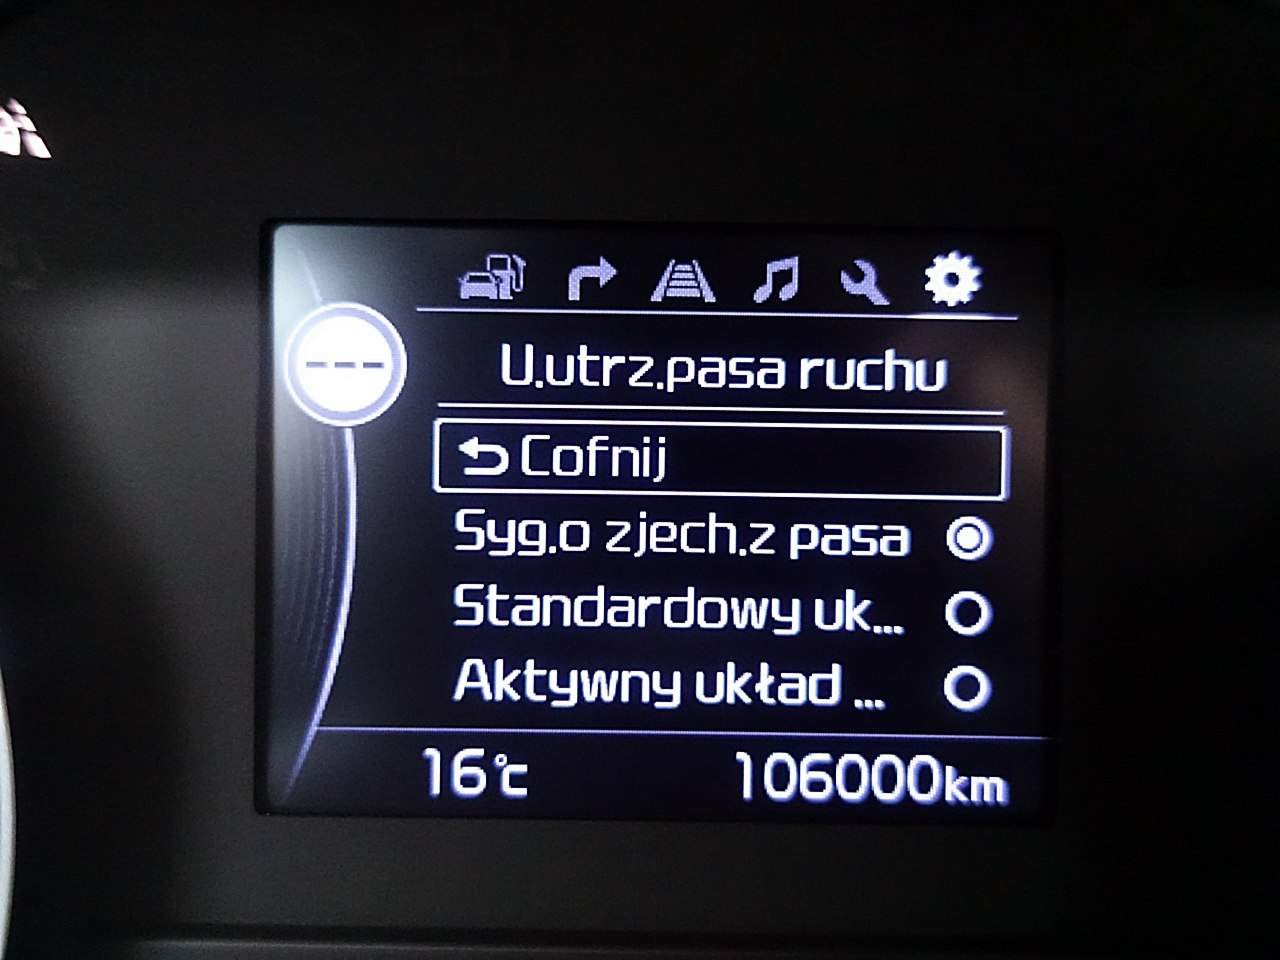 U.utrz.pasa ruchu
Cofnij
Syg.o zjech.z pasa
Standardowy uk...
Aktywny układ ...
16°C 106000km